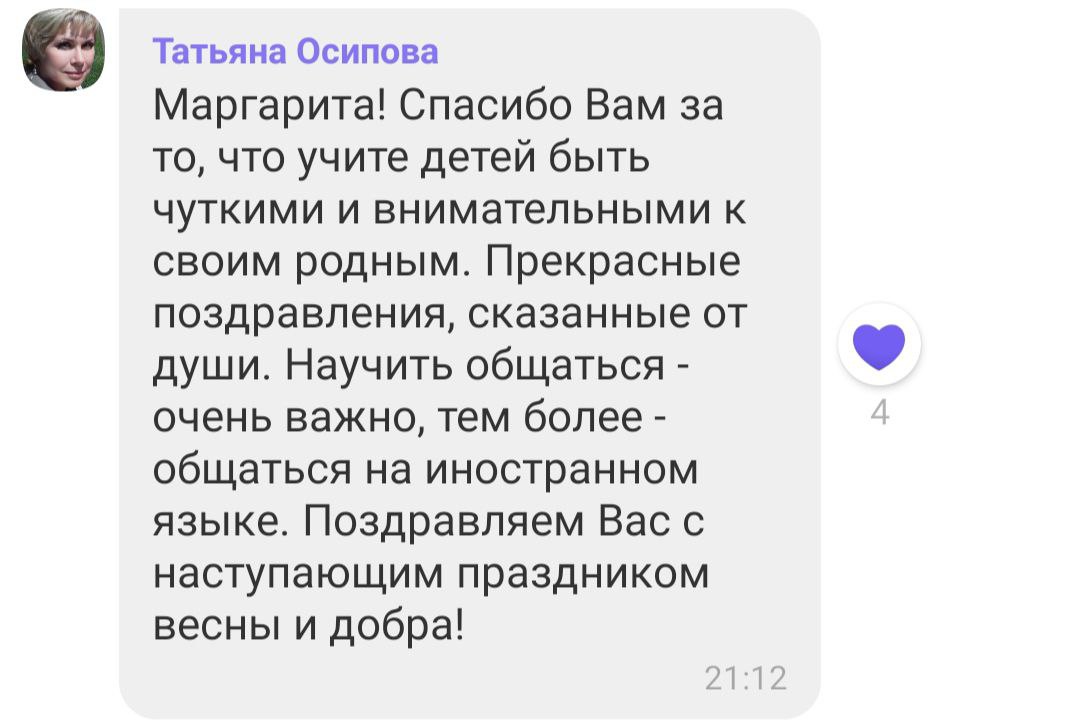 Татьяна Осипова
Маргарита! Спасибо Вам за
то, что учите детей быть
чуткими и внимательными к
своим родным. Прекрасные
поздравления, сказанные от
души. Научить общаться -
очень важно, тем более -
общаться на иностранном
языке. Поздравляем Вас с
наступающим праздником
весны и добра!
21:12
4